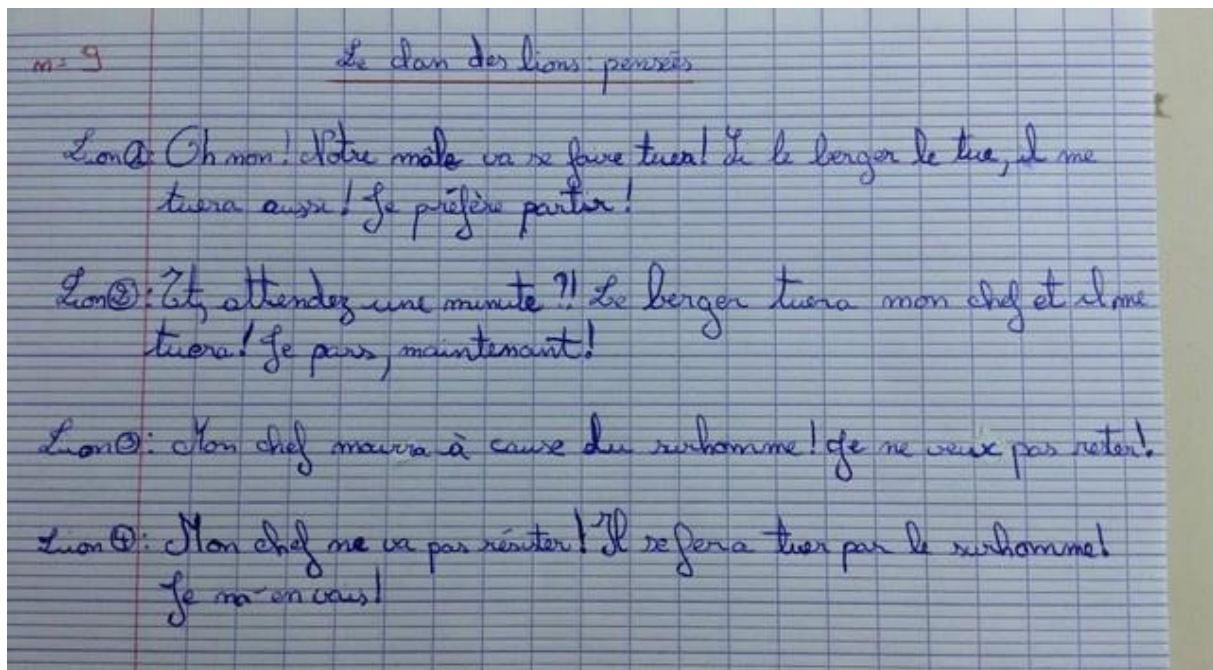 n= 9 Le clan des lions: pensées
Lion①: Oh non! Notre mâle va se faire tuer! Si le berger le tue, il me
tuera aussi! Je préfère partir!
Lion②: Et, attendez une minute?! Le berger tuera mon chef et il me
tuera! Je pars, maintenant!
Lion③: Mon chef mourra à cause du surhomme! Je ne veux pas reter!
Lion④: Mon chef ne va pas résister! Il se fera tuer par le surhomme!
Je m'en vais!